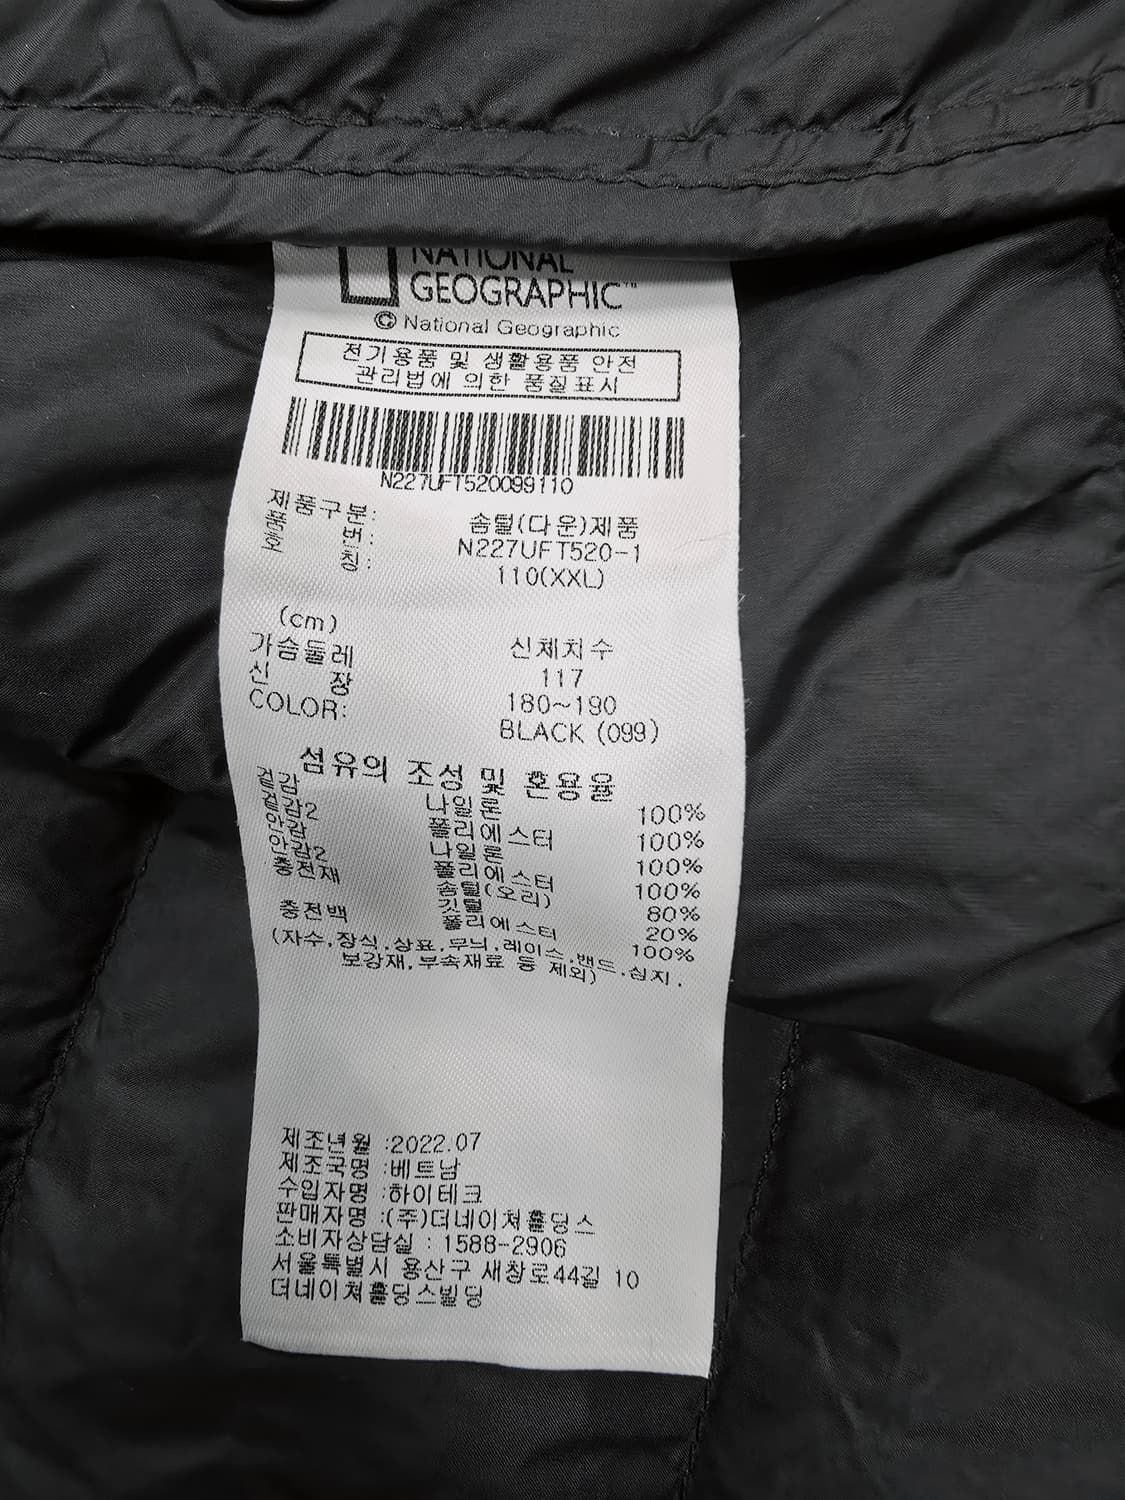 NATIONAL
GEOGRAPHIC™
© National Geographic
전기용품 및 생활용품 안전
관리법에 의한 품질표시
N227UFT520099110
제품구분: 솜털(다운)제품
품 번: N227UFT520-1
호 칭: 110(XXL)
(cm) 신체치수
가슴둘레 117
신 장 180~190
COLOR: BLACK (099)
섬유의 조성 및 혼용율
겉감 나일론 100%
겉감2 폴리에스터 100%
안감 나일론 100%
안감2 폴리에스터 100%
충전재 솜털(오리) 80%
깃털 20%
충전백 폴리에스터 100%
(자수.장식.상표.무늬.레이스.밴드.심지.
보강재.부속재료 등 제외)
제조년월 :2022.07
제조국명 :베트남
수입자명 :하이테크
판매자명 :(주)더네이쳐홀딩스
소비자상담실 : 1588-2906
서울특별시 용산구 새창로44길 10
더네이쳐홀딩스빌딩